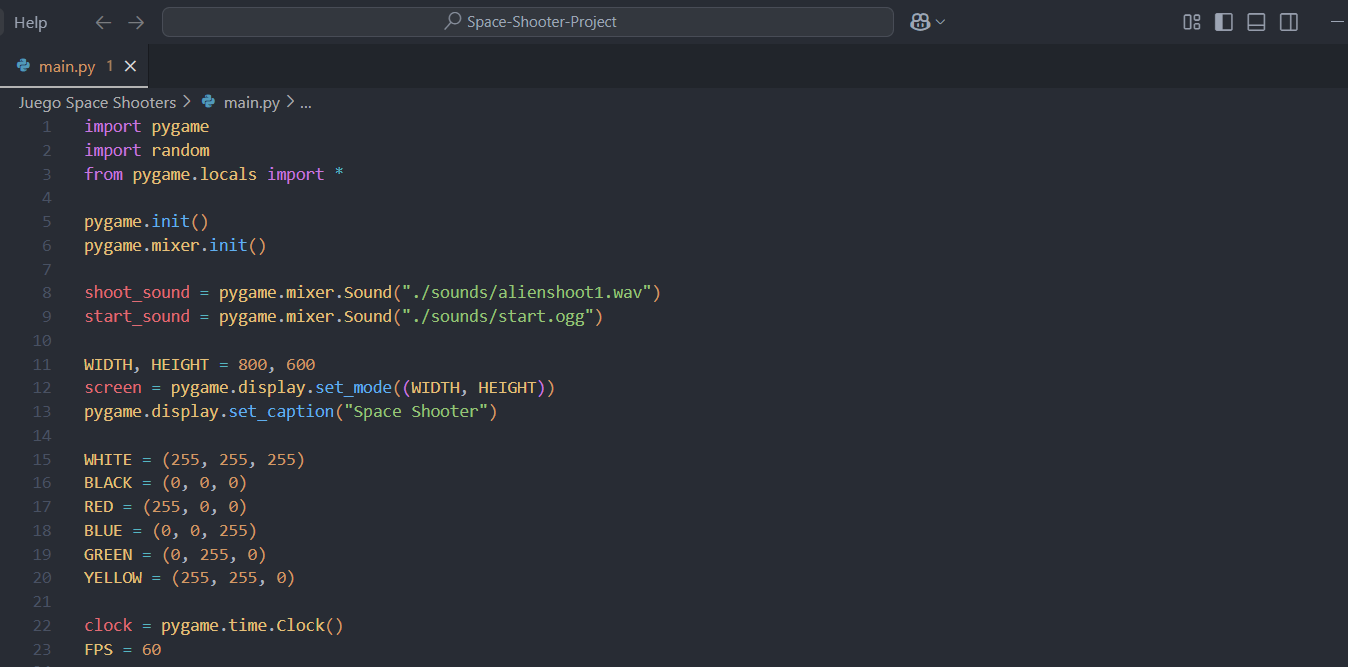 Help
Space-Shooter-Project
main.py 1
Juego Space Shooters > main.py > ...
1 import pygame
2 import random
3 from pygame.locals import *
4
5 pygame.init()
6 pygame.mixer.init()
7
8 shoot_sound = pygame.mixer.Sound("./sounds/alienshoot1.wav")
9 start_sound = pygame.mixer.Sound("./sounds/start.ogg")
10
11 WIDTH, HEIGHT = 800, 600
12 screen = pygame.display.set_mode((WIDTH, HEIGHT))
13 pygame.display.set_caption("Space Shooter")
14
15 WHITE = (255, 255, 255)
16 BLACK = (0, 0, 0)
17 RED = (255, 0, 0)
18 BLUE = (0, 0, 255)
19 GREEN = (0, 255, 0)
20 YELLOW = (255, 255, 0)
21
22 clock = pygame.time.Clock()
23 FPS = 60